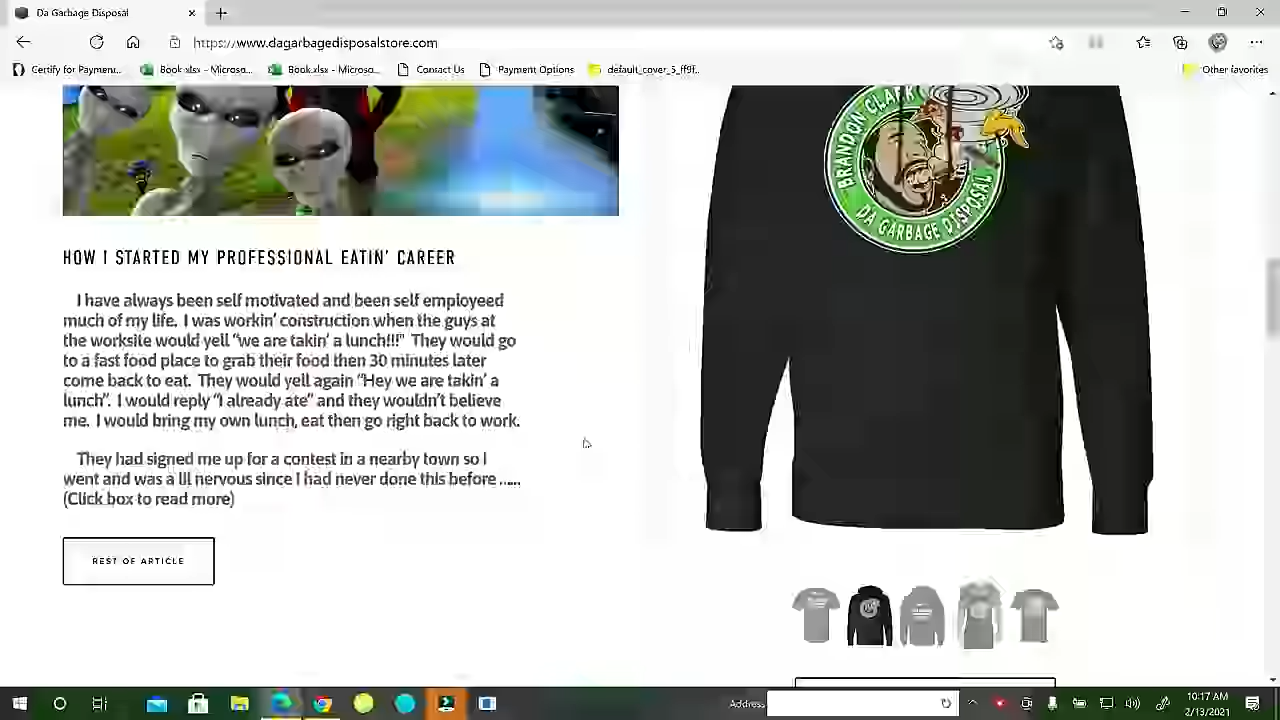 Da Garbage Disposal
https://www.dagarbagedisposalstore.com
Certify for Paymen... Book.xlsx - Microso... Book.xlsx - Microso... Contact Us Payment Options default_cover_5_ff9f... Other favorites
BRANDON CLARK
DA GARBAGE DISPOSAL
HOW I STARTED MY PROFESSIONAL EATIN' CAREER
I have always been self motivated and been self employeed
much of my life. I was workin' construction when the guys at
the worksite would yell "we are takin' a lunch!!!" They would go
to a fast food place to grab their food then 30 minutes later
come back to eat. They would yell again "Hey we are takin' a
lunch". I would reply "I already ate" and they wouldn't believe
me. I would bring my own lunch, eat then go right back to work.
They had signed me up for a contest in a nearby town so I
went and was a lil nervous since I had never done this before .....
(Click box to read more)
REST OF ARTICLE
Address
10:17 AM
2/13/2021